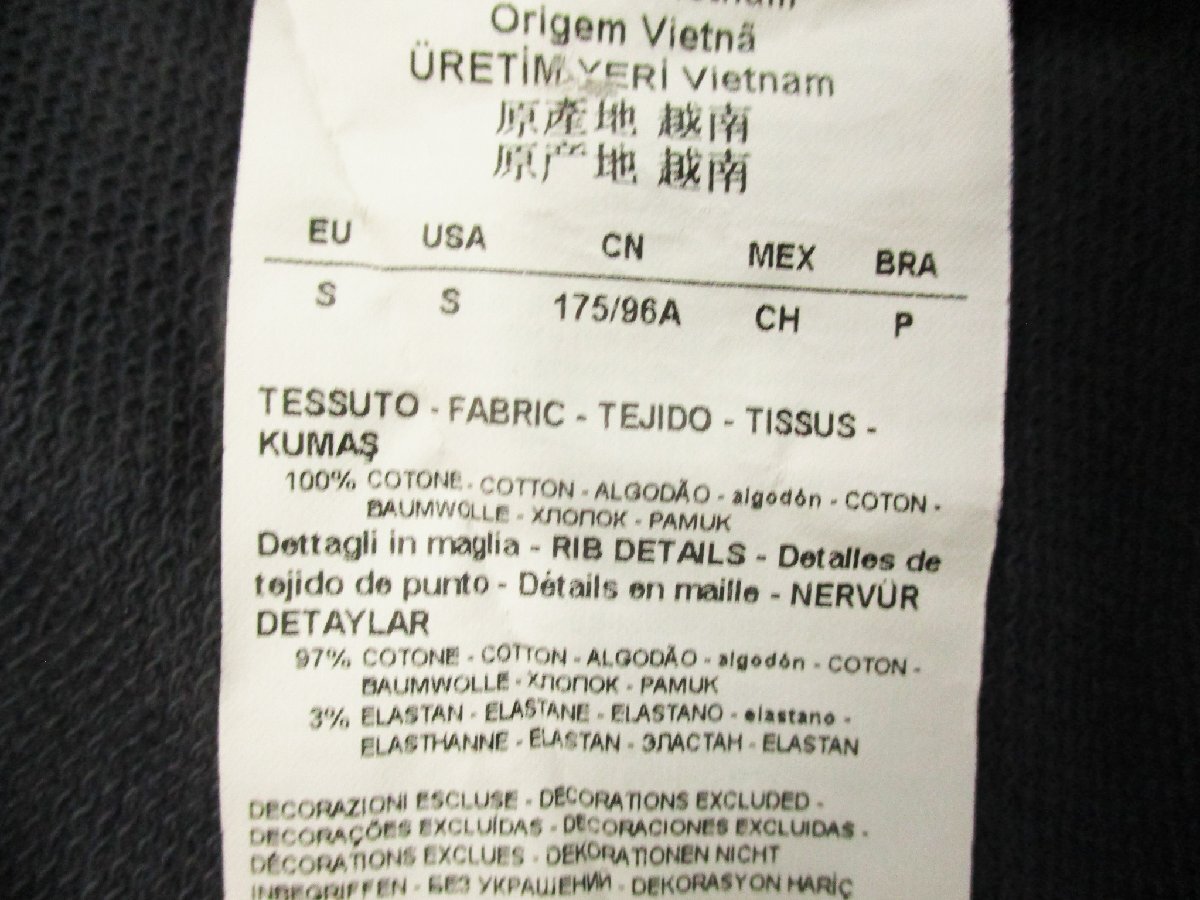 Origem Vietnã
ÜRETİM YERİ Vietnam
原產地 越南
原产地 越南
EU USA CN MEX BRA
S S 175/96A CH P
TESSUTO - FABRIC - TEJIDO - TISSUS -
KUMAŞ
100% COTONE - COTTON - ALGODÃO - algodón - COTON -
BAUMWOLLE - ХЛОПОК - PAMUK
Dettagli in maglia - RIB DETAILS - Detalles de
tejido de punto - Détails en maille - NERVÜR
DETAYLAR
97% COTONE - COTTON - ALGODÃO - algodón - COTON -
BAUMWOLLE - ХЛОПОК - PAMUK
3% ELASTAN - ELASTANE - ELASTANO - elastano -
ELASTHANNE - ELASTAN - ЭЛАСТАН - ELASTAN
DECORAZIONI ESCLUSE - DECORATIONS EXCLUDED -
DECORAÇÕES EXCLUÍDAS - DECORACIONES EXCLUIDAS -
DÉCORATIONS EXCLUES - DEKORATIONEN NICHT
INBEGRIFFEN - БЕЗ УКРАШЕНИИ - DEKORASYON HARİÇ